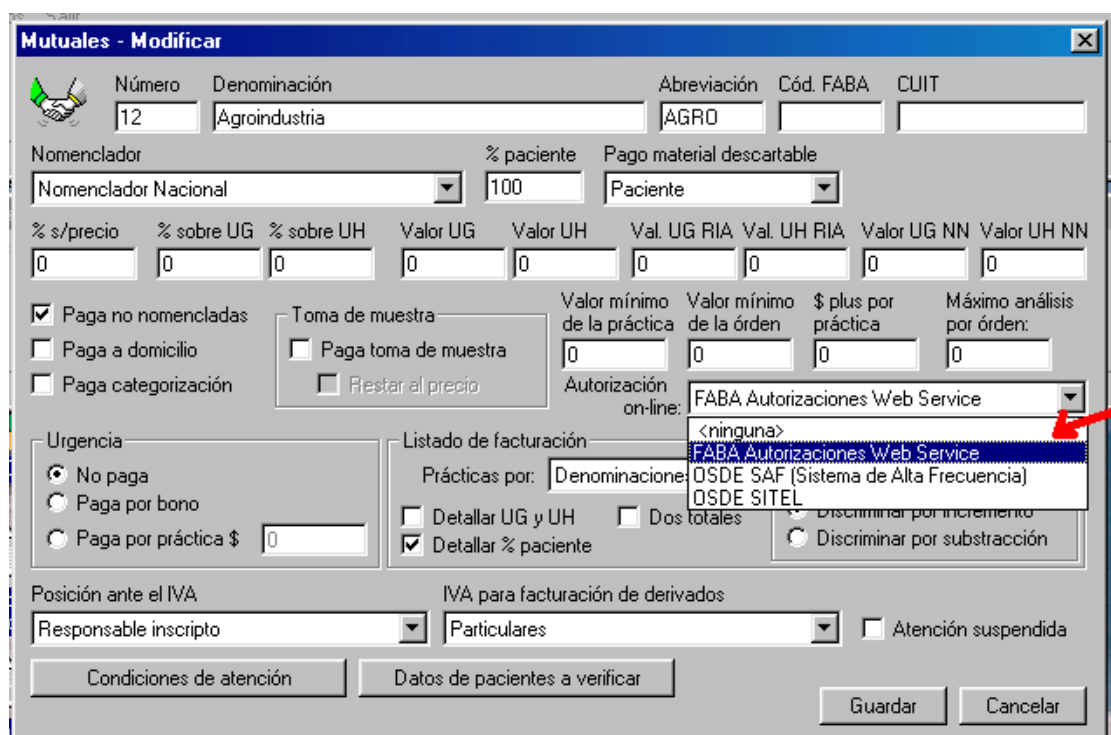 Salir
Mutuales - Modificar
Número Denominación Abreviación Cód. FABA CUIT
12 Agroindustria AGRO
Nomenclador % paciente Pago material descartable
Nomenclador Nacional 100 Paciente
% s/precio % sobre UG % sobre UH Valor UG Valor UH Val. UG RIA Val. UH RIA Valor UG NN Valor UH NN
0 0 0 0 0 0 0 0 0
Paga no nomencladas
Paga a domicilio
Paga categorización
Toma de muestra
Paga toma de muestra
Restar al precio
Valor mínimo de la práctica
Valor mínimo de la órden
$ plus por práctica
Máximo análisis por órden:
0 0 0 0
Autorización on-line: FABA Autorizaciones Web Service
<ninguna>
FABA Autorizaciones Web Service
OSDE SAF (Sistema de Alta Frecuencia)
OSDE SITEL
Urgencia
No paga
Paga por bono
Paga por práctica $ 0
Listado de facturación
Prácticas por: Denominacione
Detallar UG y UH Dos totales
Detallar % paciente
Discriminar por incremento
Discriminar por substracción
Posición ante el IVA IVA para facturación de derivados
Responsable inscripto Particulares Atención suspendida
Condiciones de atención Datos de pacientes a verificar
Guardar Cancelar